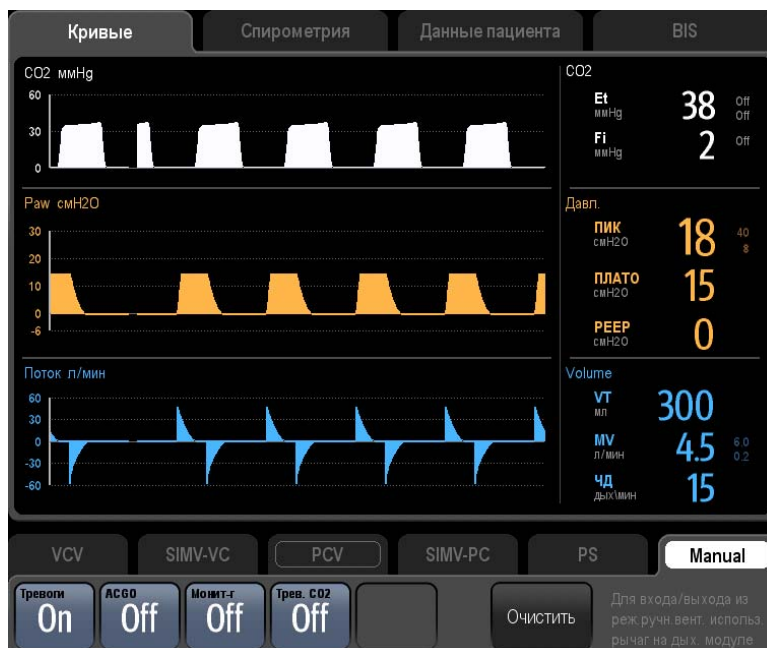 Кривые
Спирометрия
Данные пациента
BIS
CO2 ммHg
60
30
0
CO2
Et
ммHg
38
Off
Off
Fi
ммHg
2
Off
Paw смH2O
30
20
10
0
-6
Давл.
ПИК
смH2O
18
40
8
ПЛАТО
смH2O
15
PEEP
смH2O
0
Поток л/мин
60
30
0
-30
-60
Volume
VT
мл
300
MV
л/мин
4.5
6.0
0.2
ЧД
дых\мин
15
VCV
SIMV-VC
PCV
SIMV-PC
PS
Manual
Тревоги
On
ACGO
Off
Монит-г
Off
Трев. CO2
Off
Очистить
Для входа/выхода из
реж.ручн.вент. использ.
рычаг на дых. модуле